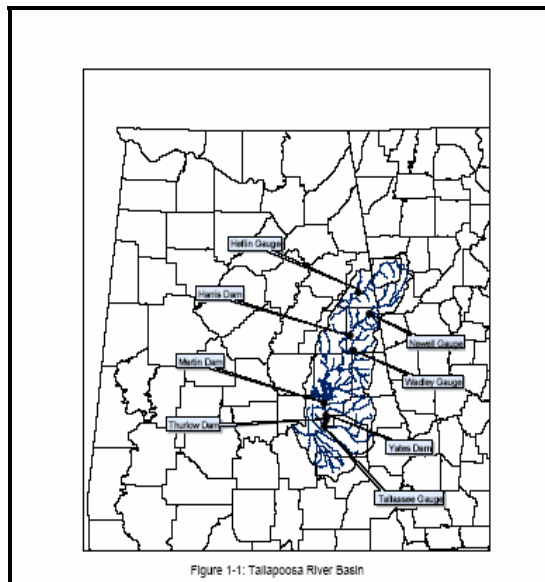 Heflin Gauge
Harris Dam
Newell Gauge
Martin Dam
Wadley Gauge
Thurlow Dam
Yates Dam
Tallassee Gauge
Figure 1-1: Tallapoosa River Basin